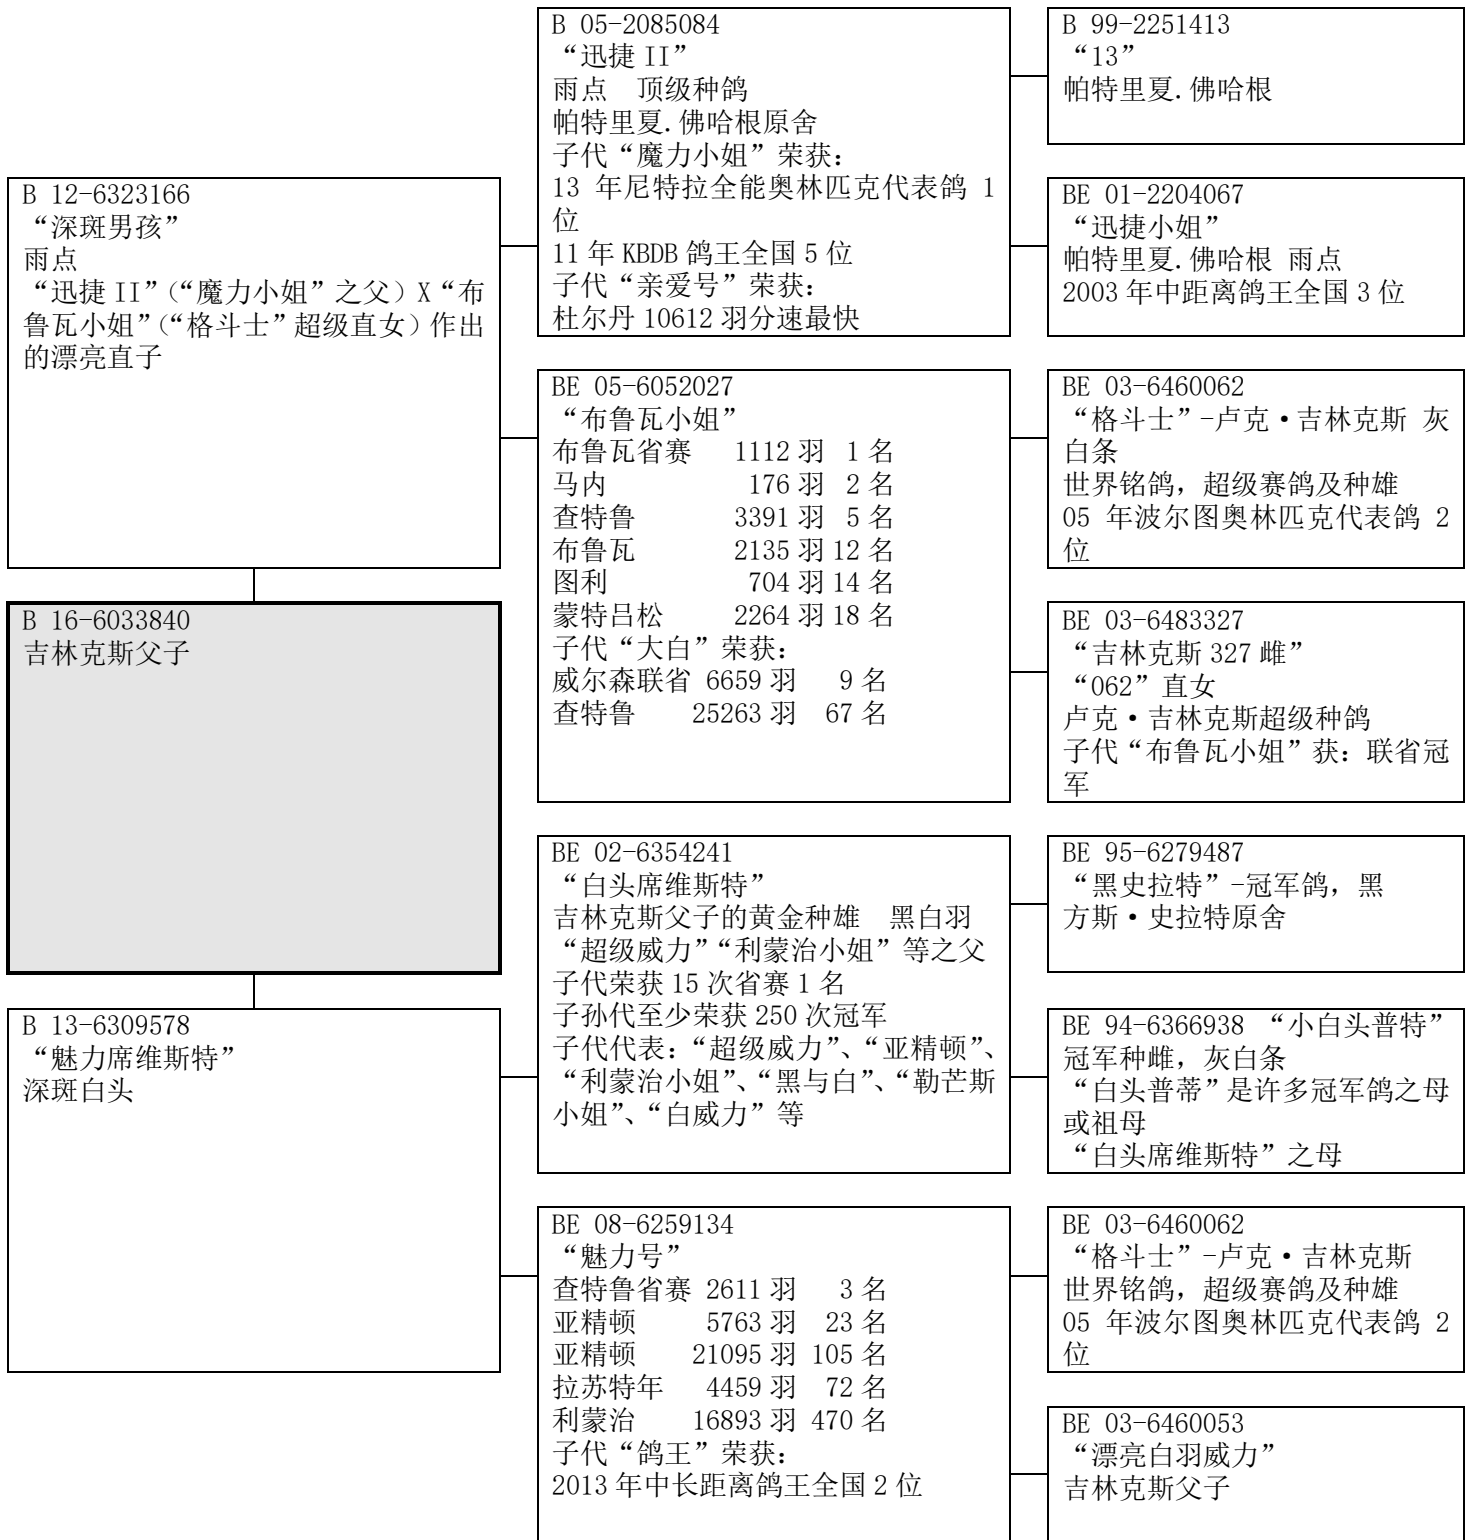 B 12-6323166
“深斑男孩”
雨点
“迅捷 II”(“魔力小姐”之父) X“布
鲁瓦小姐”(“格斗士”超级直女)作出
的漂亮直子
B 16-6033840
吉林克斯父子
B 13-6309578
“魅力席维斯特”
深斑白头
B 05-2085084
“迅捷 II”
雨点 顶级种鸽
帕特里夏.佛哈根原舍
子代“魔力小姐”荣获:
13 年尼特拉全能奥林匹克代表鸽 1
位
11 年 KBDB 鸽王全国 5 位
子代“亲爱号”荣获:
杜尔丹 10612 羽分速最快
BE 05-6052027
“布鲁瓦小姐”
布鲁瓦省赛 1112 羽 1 名
马内 176 羽 2 名
查特鲁 3391 羽 5 名
布鲁瓦 2135 羽 12 名
图利 704 羽 14 名
蒙特吕松 2264 羽 18 名
子代“大白”荣获:
威尔森联省 6659 羽 9 名
查特鲁 25263 羽 67 名
BE 02-6354241
“白头席维斯特”
吉林克斯父子的黄金种雄 黑白羽
“超级威力”“利蒙治小姐”等之父
子代荣获 15 次省赛 1 名
子孙代至少荣获 250 次冠军
子代代表:“超级威力”、“亚精顿”、
“利蒙治小姐”、“黑与白”、“勒芒斯
小姐”、“白威力”等
BE 08-6259134
“魅力号”
查特鲁省赛 2611 羽 3 名
亚精顿 5763 羽 23 名
亚精顿 21095 羽 105 名
拉苏特年 4459 羽 72 名
利蒙治 16893 羽 470 名
子代“鸽王”荣获:
2013 年中长距离鸽王全国 2 位
B 99-2251413
“13”
帕特里夏.佛哈根
BE 01-2204067
“迅捷小姐”
帕特里夏.佛哈根 雨点
2003 年中距离鸽王全国 3 位
BE 03-6460062
“格斗士”-卢克•吉林克斯 灰
白条
世界铭鸽，超级赛鸽及种雄
05 年波尔图奥林匹克代表鸽 2
位
BE 03-6483327
“吉林克斯 327 雌”
“062”直女
卢克•吉林克斯超级种鸽
子代“布鲁瓦小姐”获: 联省冠
军
BE 95-6279487
“黑史拉特”-冠军鸽，黑
方斯•史拉特原舍
BE 94-6366938 “小白头普特”
冠军种雌，灰白条
“白头普蒂”是许多冠军鸽之母
或祖母
“白头席维斯特”之母
BE 03-6460062
“格斗士”-卢克•吉林克斯
世界铭鸽，超级赛鸽及种雄
05 年波尔图奥林匹克代表鸽 2
位
BE 03-6460053
“漂亮白羽威力”
吉林克斯父子